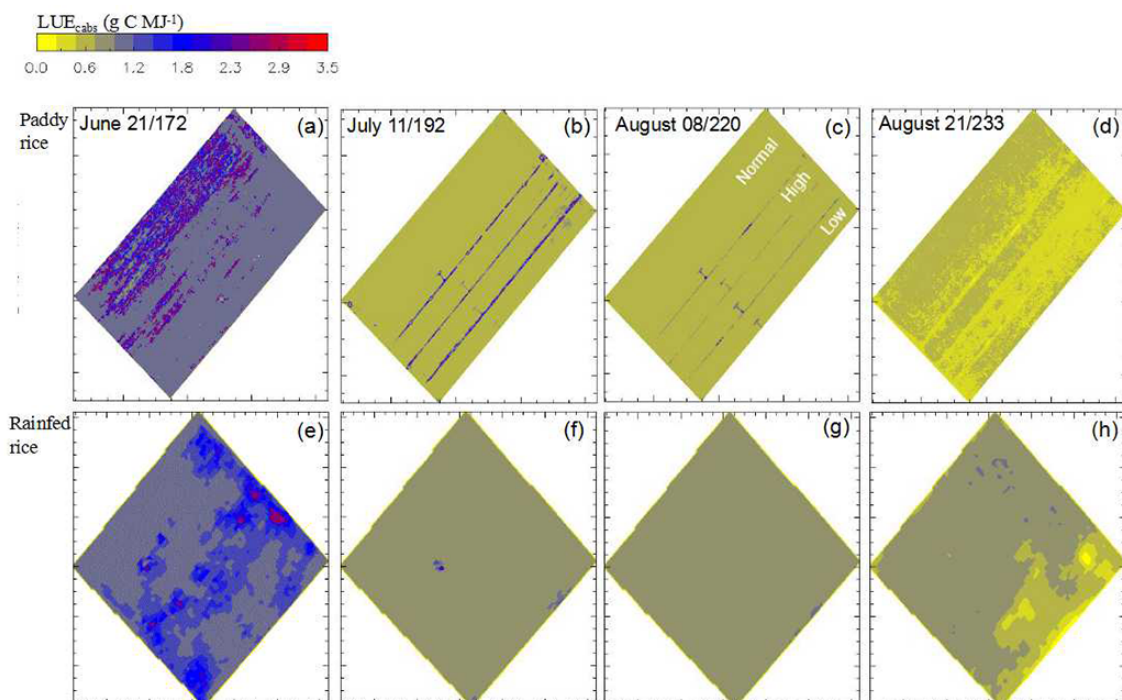 LUEcabs (g C MJ-1)
0.0 0.6 1.2 1.8 2.3 2.9 3.5
Paddy rice
June 21/172 (a)
July 11/192 (b)
August 08/220 (c)
Normal
High
Low
August 21/233 (d)
Rainfed rice
(e)
(f)
(g)
(h)